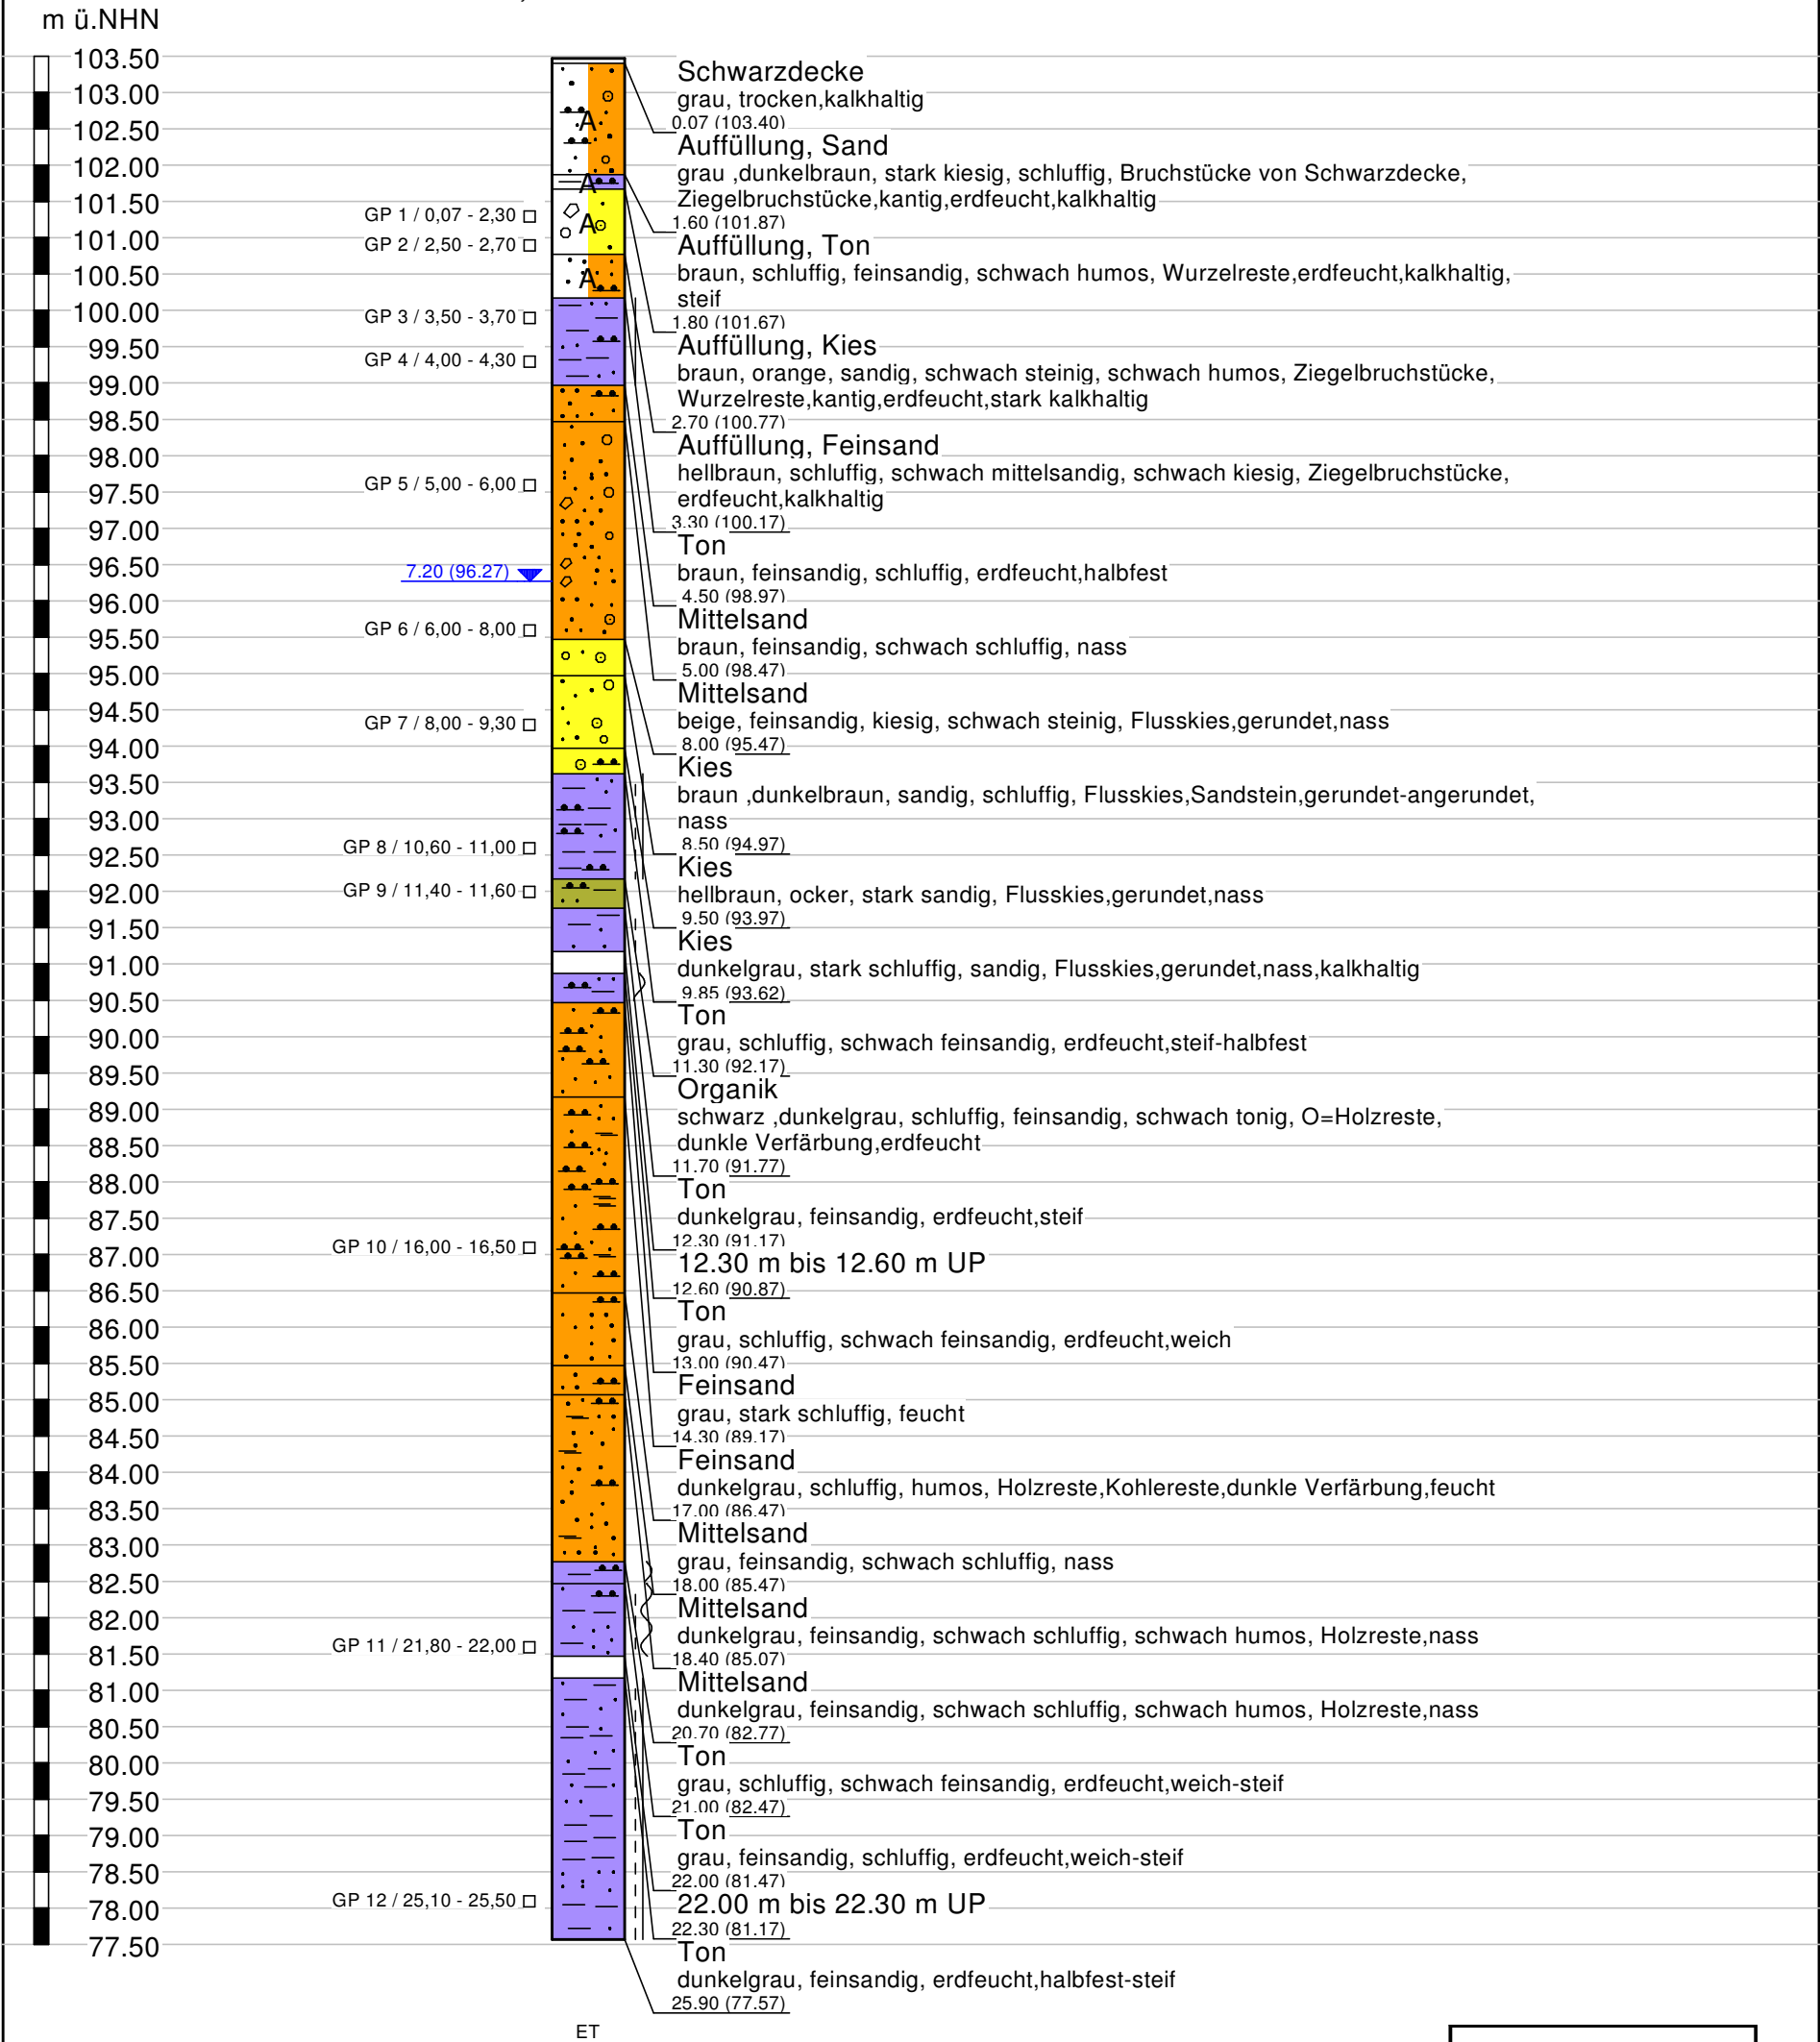 m ü.NHN
103.50
103.00
102.50
102.00
101.50
101.00
100.50
100.00
99.50
99.00
98.50
98.00
97.50
97.00
96.50
96.00
95.50
95.00
94.50
94.00
93.50
93.00
92.50
92.00
91.50
91.00
90.50
90.00
89.50
89.00
88.50
88.00
87.50
87.00
86.50
86.00
85.50
85.00
84.50
84.00
83.50
83.00
82.50
82.00
81.50
81.00
80.50
80.00
79.50
79.00
78.50
78.00
77.50
GP 1 / 0,07 - 2,30
GP 2 / 2,50 - 2,70
GP 3 / 3,50 - 3,70
GP 4 / 4,00 - 4,30
GP 5 / 5,00 - 6,00
7.20 (96.27)
GP 6 / 6,00 - 8,00
GP 7 / 8,00 - 9,30
GP 8 / 10,60 - 11,00
GP 9 / 11,40 - 11,60
GP 10 / 16,00 - 16,50
GP 11 / 21,80 - 22,00
GP 12 / 25,10 - 25,50
A
A
A
A
Schwarzdecke
grau, trocken,kalkhaltig
0.07 (103.40)
Auffüllung, Sand
grau ,dunkelbraun, stark kiesig, schluffig, Bruchstücke von Schwarzdecke,
Ziegelbruchstücke,kantig,erdfeucht,kalkhaltig
1.60 (101.87)
Auffüllung, Ton
braun, schluffig, feinsandig, schwach humos, Wurzelreste,erdfeucht,kalkhaltig,
steif
1.80 (101.67)
Auffüllung, Kies
braun, orange, sandig, schwach steinig, schwach humos, Ziegelbruchstücke,
Wurzelreste,kantig,erdfeucht,stark kalkhaltig
2.70 (100.77)
Auffüllung, Feinsand
hellbraun, schluffig, schwach mittelsandig, schwach kiesig, Ziegelbruchstücke,
erdfeucht,kalkhaltig
3.30 (100.17)
Ton
braun, feinsandig, schluffig, erdfeucht,halbfest
4.50 (98.97)
Mittelsand
braun, feinsandig, schwach schluffig, nass
5.00 (98.47)
Mittelsand
beige, feinsandig, kiesig, schwach steinig, Flusskies,gerundet,nass
8.00 (95.47)
Kies
braun ,dunkelbraun, sandig, schluffig, Flusskies,Sandstein,gerundet-angerundet,
nass
8.50 (94.97)
Kies
hellbraun, ocker, stark sandig, Flusskies,gerundet,nass
9.50 (93.97)
Kies
dunkelgrau, stark schluffig, sandig, Flusskies,gerundet,nass,kalkhaltig
9.85 (93.62)
Ton
grau, schluffig, schwach feinsandig, erdfeucht,steif-halbfest
11.30 (92.17)
Organik
schwarz ,dunkelgrau, schluffig, feinsandig, schwach tonig, O=Holzreste,
dunkle Verfärbung,erdfeucht
11.70 (91.77)
Ton
dunkelgrau, feinsandig, erdfeucht,steif
12.30 (91.17)
12.30 m bis 12.60 m UP
12.60 (90.87)
Ton
grau, schluffig, schwach feinsandig, erdfeucht,weich
13.00 (90.47)
Feinsand
grau, stark schluffig, feucht
14.30 (89.17)
Feinsand
dunkelgrau, schluffig, humos, Holzreste,Kohlereste,dunkle Verfärbung,feucht
17.00 (86.47)
Mittelsand
grau, feinsandig, schwach schluffig, nass
18.00 (85.47)
Mittelsand
dunkelgrau, feinsandig, schwach schluffig, schwach humos, Holzreste,nass
18.40 (85.07)
Mittelsand
dunkelgrau, feinsandig, schwach schluffig, schwach humos, Holzreste,nass
20.70 (82.77)
Ton
grau, schluffig, schwach feinsandig, erdfeucht,weich-steif
21.00 (82.47)
Ton
grau, feinsandig, schluffig, erdfeucht,weich-steif
22.00 (81.47)
22.00 m bis 22.30 m UP
22.30 (81.17)
Ton
dunkelgrau, feinsandig, erdfeucht,halbfest-steif
25.90 (77.57)
ET